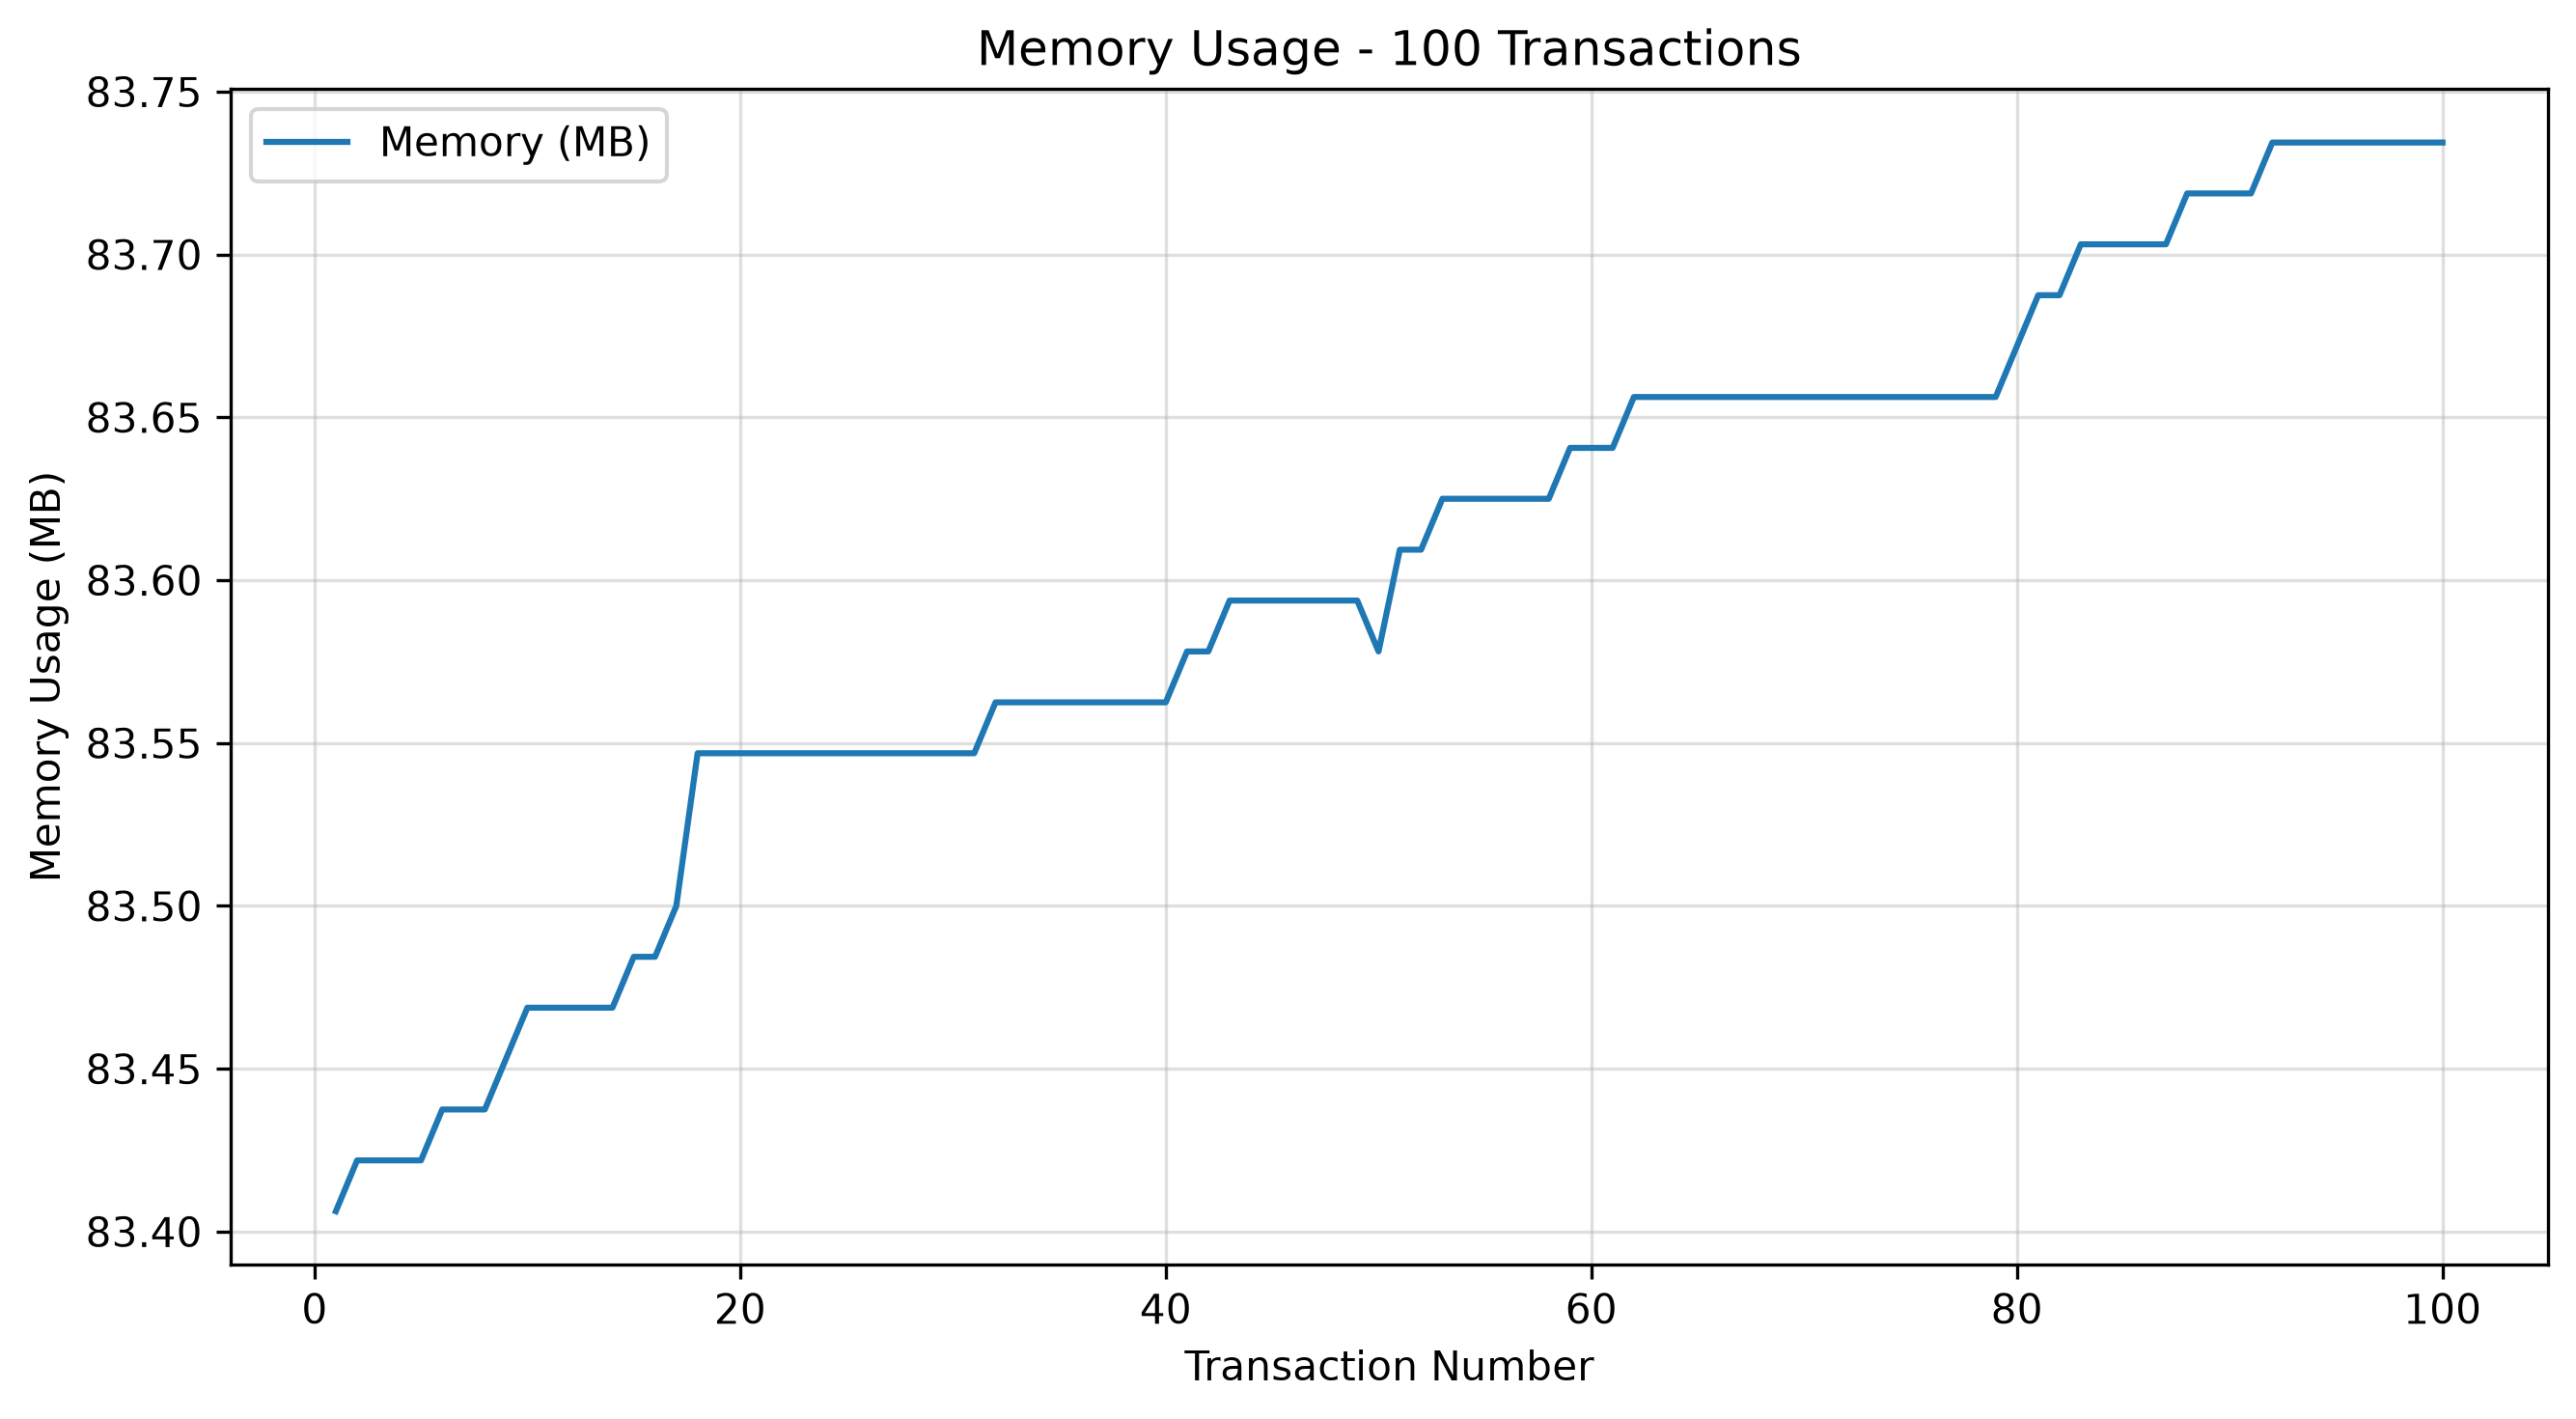 Memory Usage - 100 Transactions
Memory (MB)
Memory Usage (MB)
83.75
83.70
83.65
83.60
83.55
83.50
83.45
83.40
0 20 40 60 80 100
Transaction Number